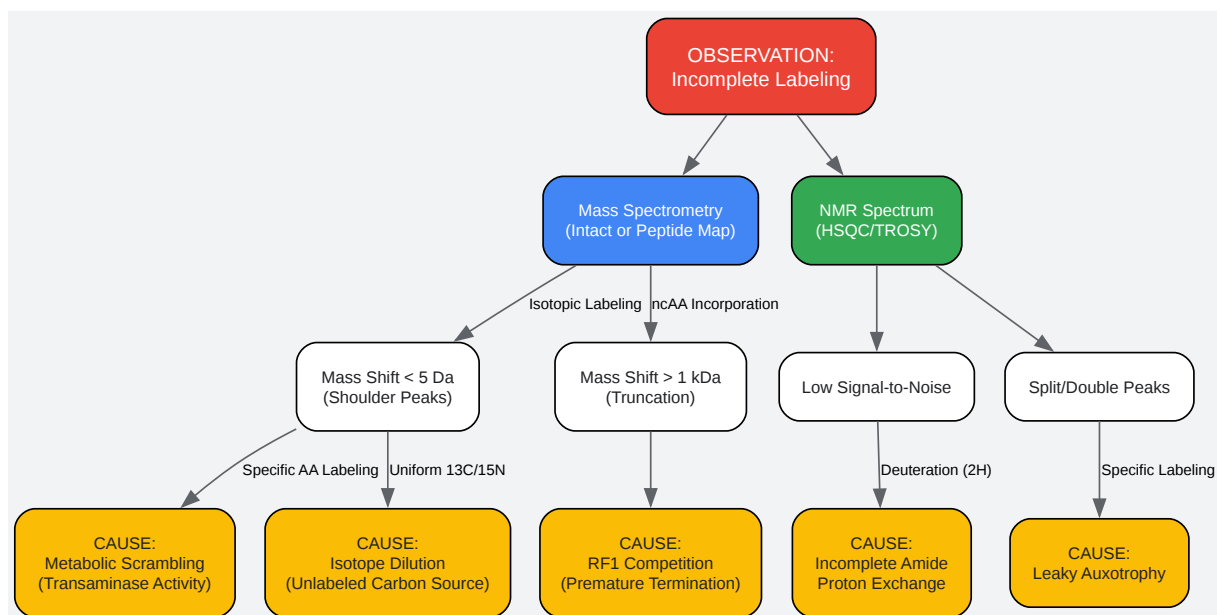 OBSERVATION:
Incomplete Labeling
Mass Spectrometry
(Intact or Peptide Map)
NMR Spectrum
(HSQC/TROSY)
Isotopic Labeling
ncAA Incorporation
Mass Shift < 5 Da
(Shoulder Peaks)
Mass Shift > 1 kDa
(Truncation)
Low Signal-to-Noise
Split/Double Peaks
Specific AA Labeling
Uniform 13C/15N
Deuteration (2H)
Specific Labeling
CAUSE:
Metabolic Scrambling
(Transaminase Activity)
CAUSE:
Isotope Dilution
(Unlabeled Carbon Source)
CAUSE:
RF1 Competition
(Premature Termination)
CAUSE:
Incomplete Amide
Proton Exchange
CAUSE:
Leaky Auxotrophy